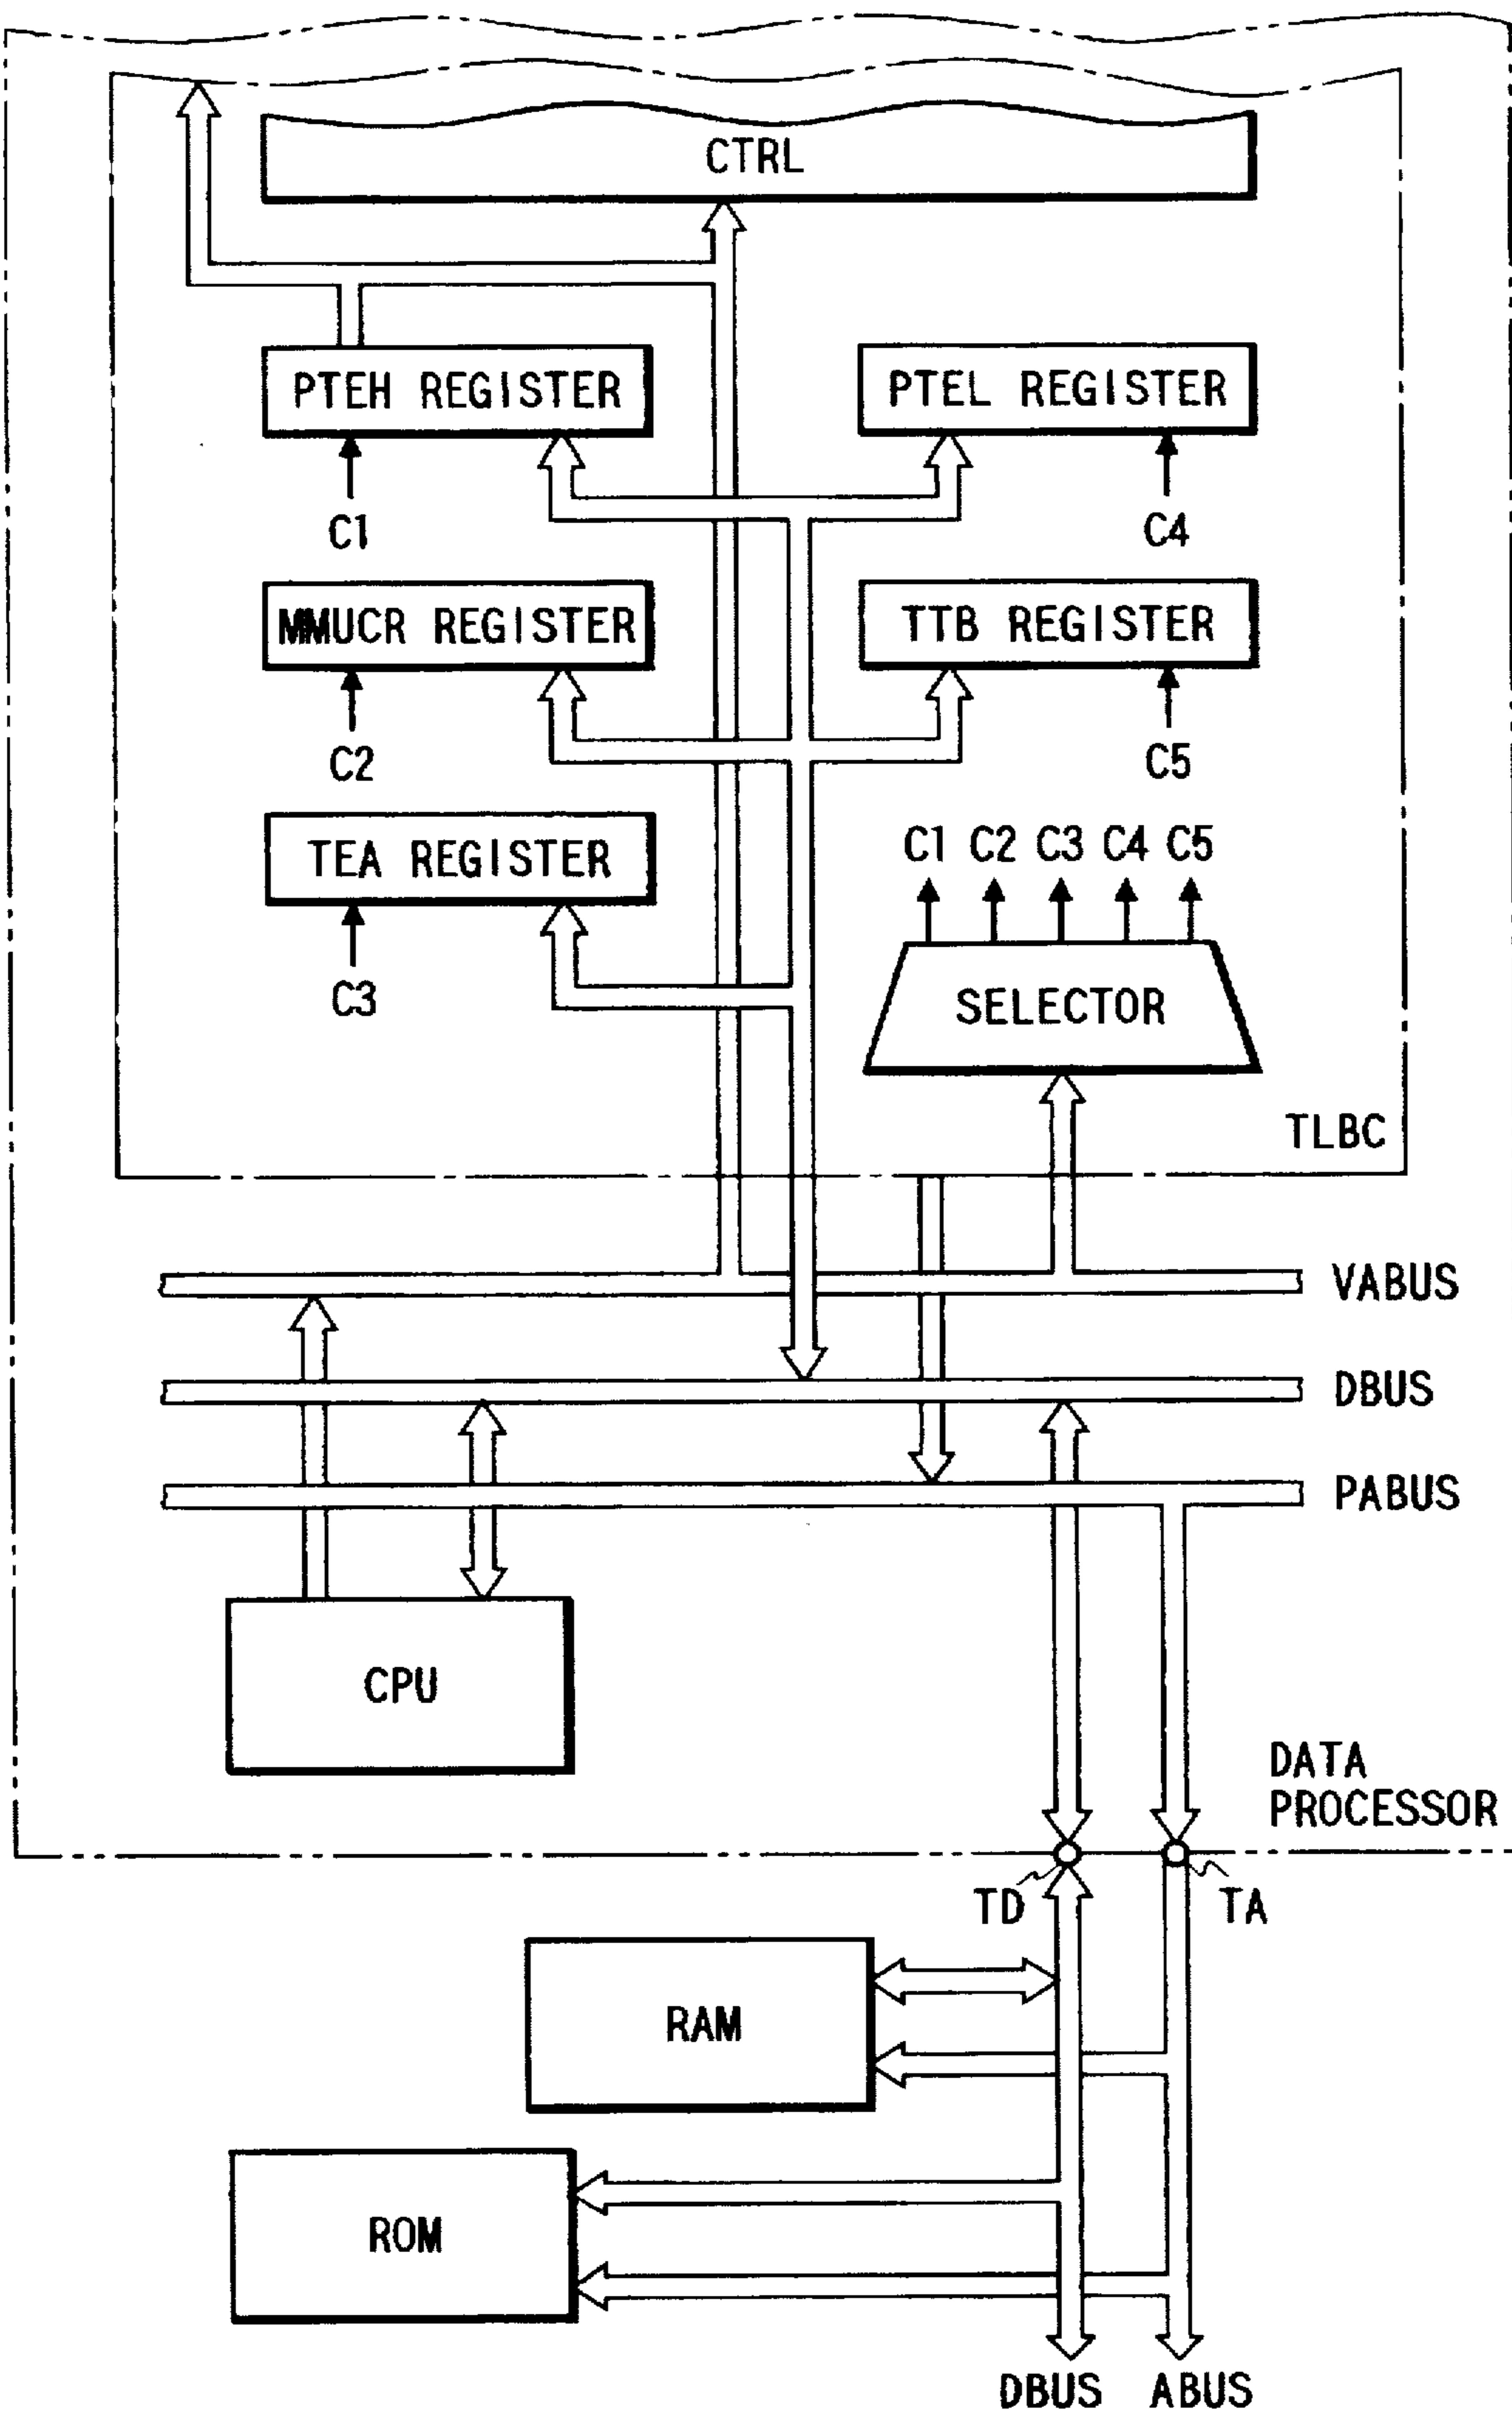 CTRL
PTEH REGISTER
PTEL REGISTER
C1
C4
MMUCR REGISTER
TTB REGISTER
C2
C5
TEA REGISTER
C1 C2 C3 C4 C5
C3
SELECTOR
TLBC
VABUS
DBUS
PABUS
CPU
DATA
PROCESSOR
TD
TA
RAM
ROM
DBUS
ABUS